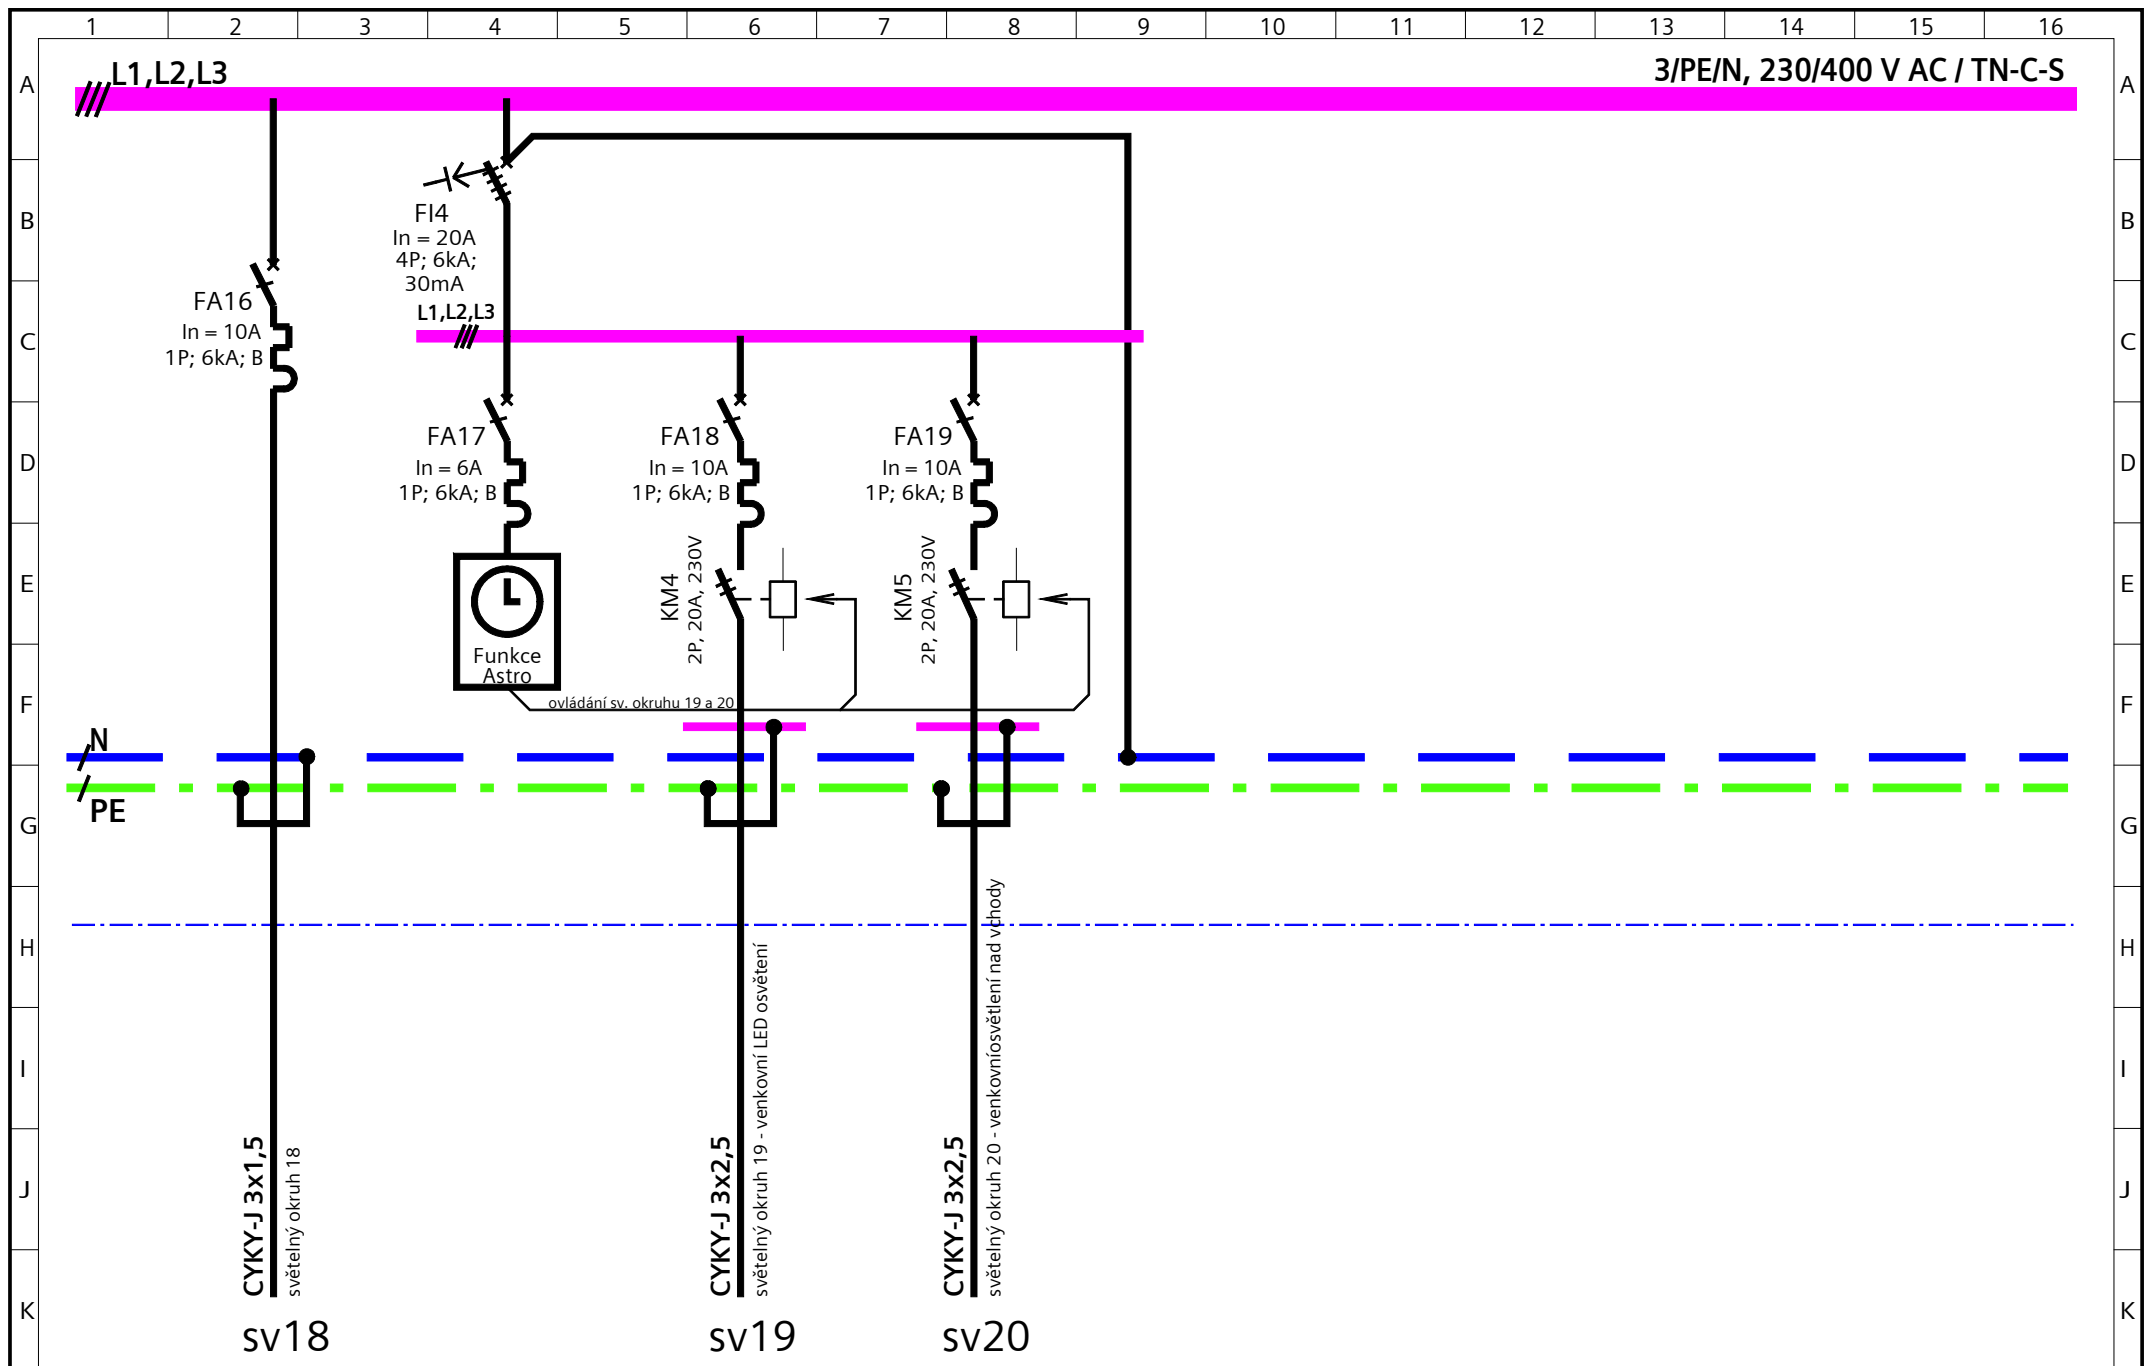 1 2 3 4 5 6 7 8 9 10 11 12 13 14 15 16
A A
L1,L2,L3
3/PE/N, 230/400 V AC / TN-C-S
B B
FI4
In = 20A
4P; 6kA;
30mA
L1,L2,L3
FA16
In = 10A
1P; 6kA; B
C C
FA17
In = 6A
1P; 6kA; B
FA18
In = 10A
1P; 6kA; B
FA19
In = 10A
1P; 6kA; B
D D
E E
KM4
2P, 20A, 230V
KM5
2P, 20A, 230V
Funkce
Astro
ovládání sv. okruhu 19 a 20
F F
N
PE
G G
H H
I I
J J
CYKY-J 3x1,5
světelný okruh 18
CYKY-J 3x2,5
světelný okruh 19 - venkovní LED osvětení
CYKY-J 3x2,5
světelný okruh 20 - venkovníosvětlení nad vchody
K K
sv18
sv19
sv20